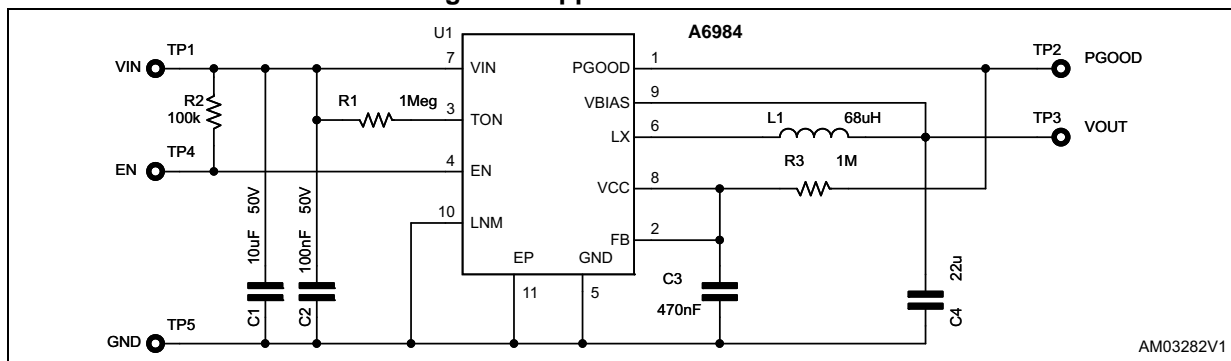 U1
A6984
TP1
VIN
7
VIN
PGOOD
1
TP2
PGOOD
R2
100k
R1
1Meg
3
TON
VBIAS
9
L1
68uH
LX
6
TP3
VOUT
TP4
EN
4
EN
R3
1M
VCC
8
10
LNM
FB
2
EP
GND
11
5
C1
10uF
50V
C2
100nF
50V
C3
470nF
22u
C4
TP5
GND
AM03282V1